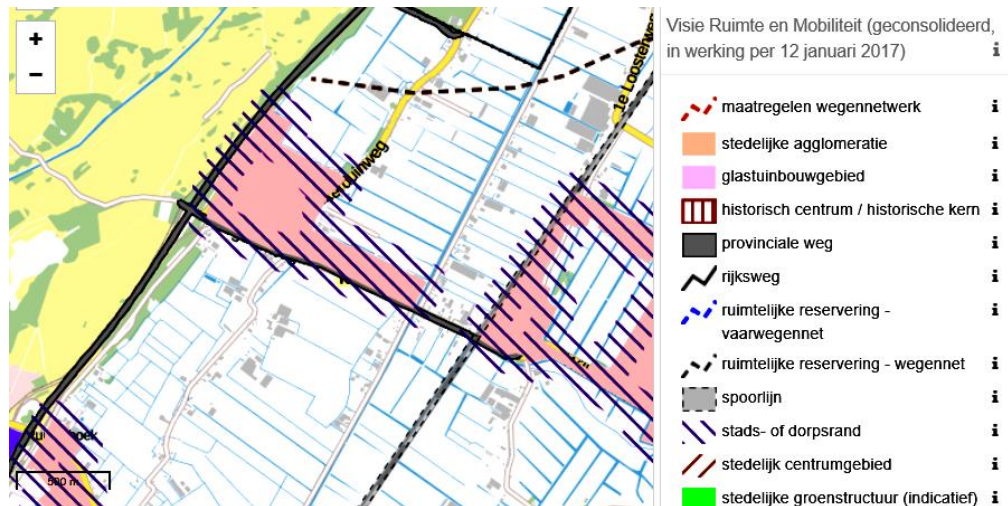 +
−
1e Loosterweg
500 m
Visie Ruimte en Mobiliteit (geconsolideerd,
in werking per 12 januari 2017)
i
maatregelen wegennetwerk i
stedelijke agglomeratie i
glastuinbouwgebied i
historisch centrum / historische kern i
provinciale weg i
rijksweg i
ruimtelijke reservering - i
vaarwegennet
ruimtelijke reservering - wegennet i
spoorlijn i
stads- of dorpsrand i
stedelijk centrumgebied i
stedelijke groenstructuur (indicatief) i